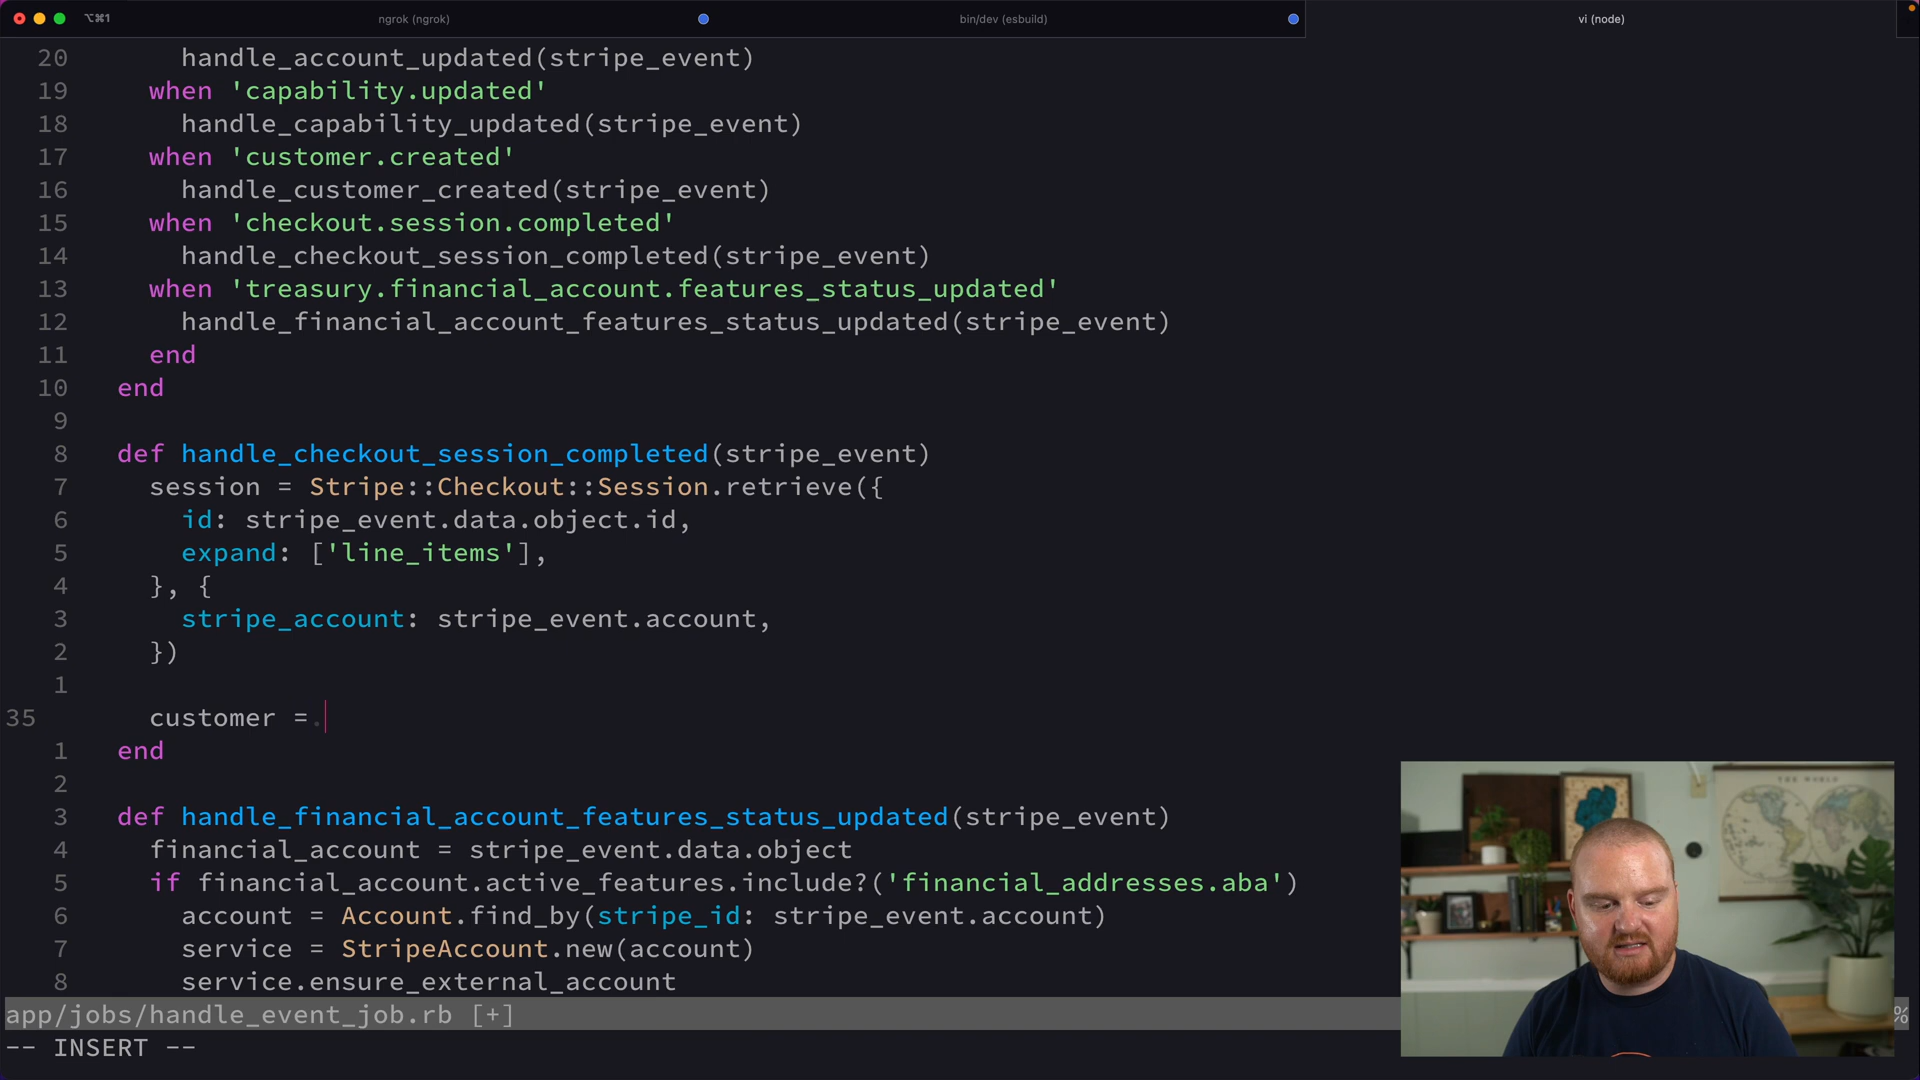 ⌥⌘1
ngrok (ngrok)
bin/dev (esbuild)
vi (node)
20 handle_account_updated(stripe_event)
19 when 'capability.updated'
18 handle_capability_updated(stripe_event)
17 when 'customer.created'
16 handle_customer_created(stripe_event)
15 when 'checkout.session.completed'
14 handle_checkout_session_completed(stripe_event)
13 when 'treasury.financial_account.features_status_updated'
12 handle_financial_account_features_status_updated(stripe_event)
11 end
10 end
9
8 def handle_checkout_session_completed(stripe_event)
7 session = Stripe::Checkout::Session.retrieve({
6 id: stripe_event.data.object.id,
5 expand: ['line_items'],
4 }, {
3 stripe_account: stripe_event.account,
2 })
1
35 customer =
1 end
2
3 def handle_financial_account_features_status_updated(stripe_event)
4 financial_account = stripe_event.data.object
5 if financial_account.active_features.include?('financial_addresses.aba')
6 account = Account.find_by(stripe_id: stripe_event.account)
7 service = StripeAccount.new(account)
8 service.ensure_external_account
app/jobs/handle_event_job.rb [+]
%
-- INSERT --
THE WORLD